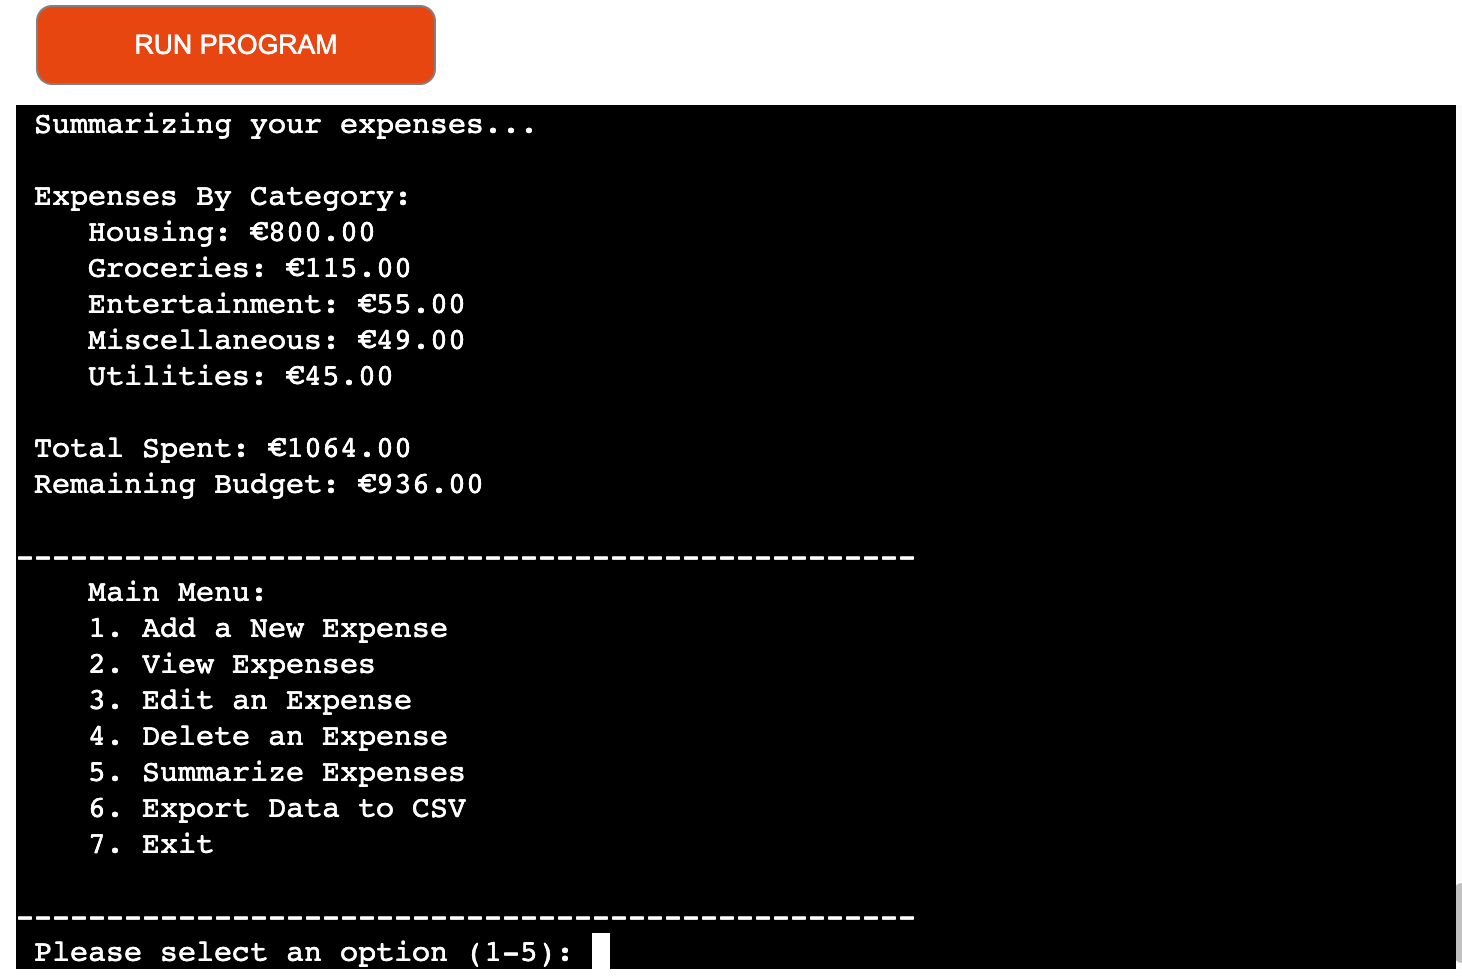 RUN PROGRAM
Summarizing your expenses...
Expenses By Category:
Housing: €800.00
Groceries: €115.00
Entertainment: €55.00
Miscellaneous: €49.00
Utilities: €45.00
Total Spent: €1064.00
Remaining Budget: €936.00
--------------------------------------------------
Main Menu:
1. Add a New Expense
2. View Expenses
3. Edit an Expense
4. Delete an Expense
5. Summarize Expenses
6. Export Data to CSV
7. Exit
--------------------------------------------------
Please select an option (1-5):